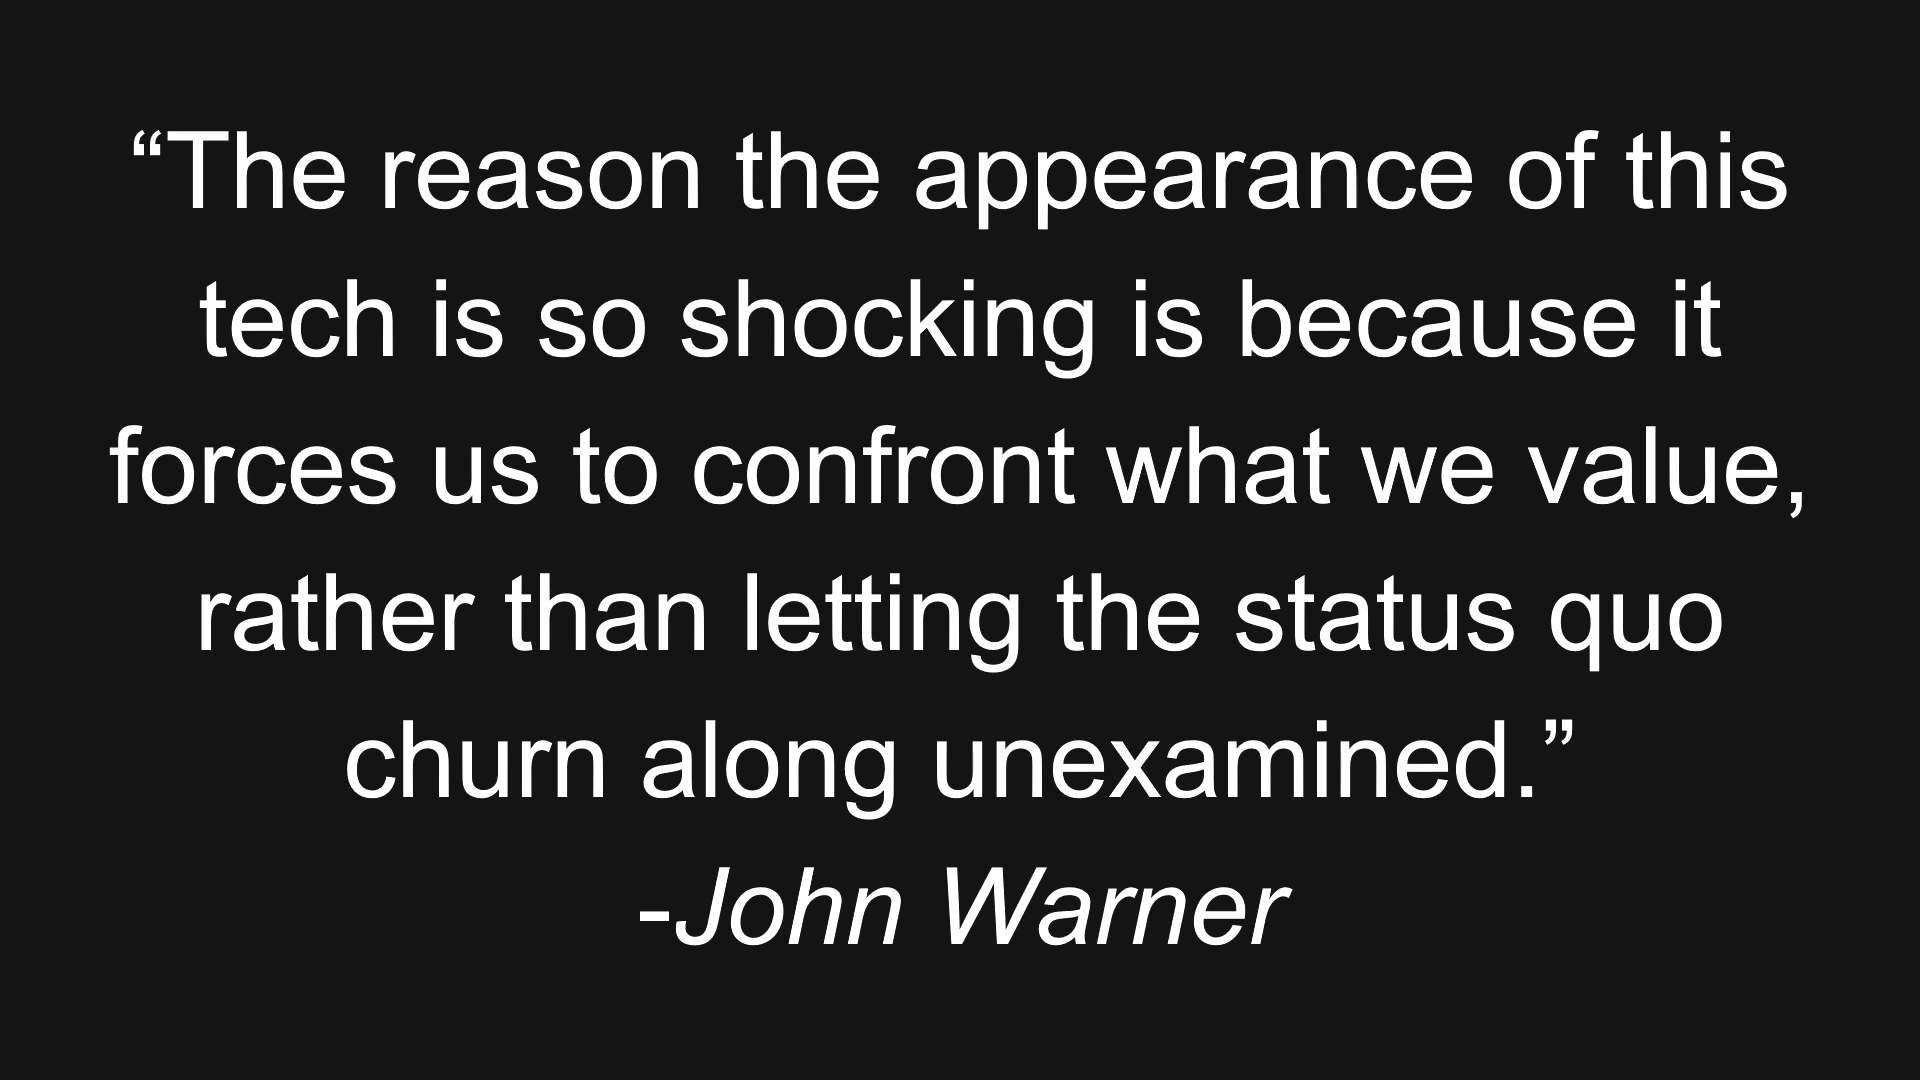 “The reason the appearance of this
tech is so shocking is because it
forces us to confront what we value,
rather than letting the status quo
churn along unexamined.”
-John Warner